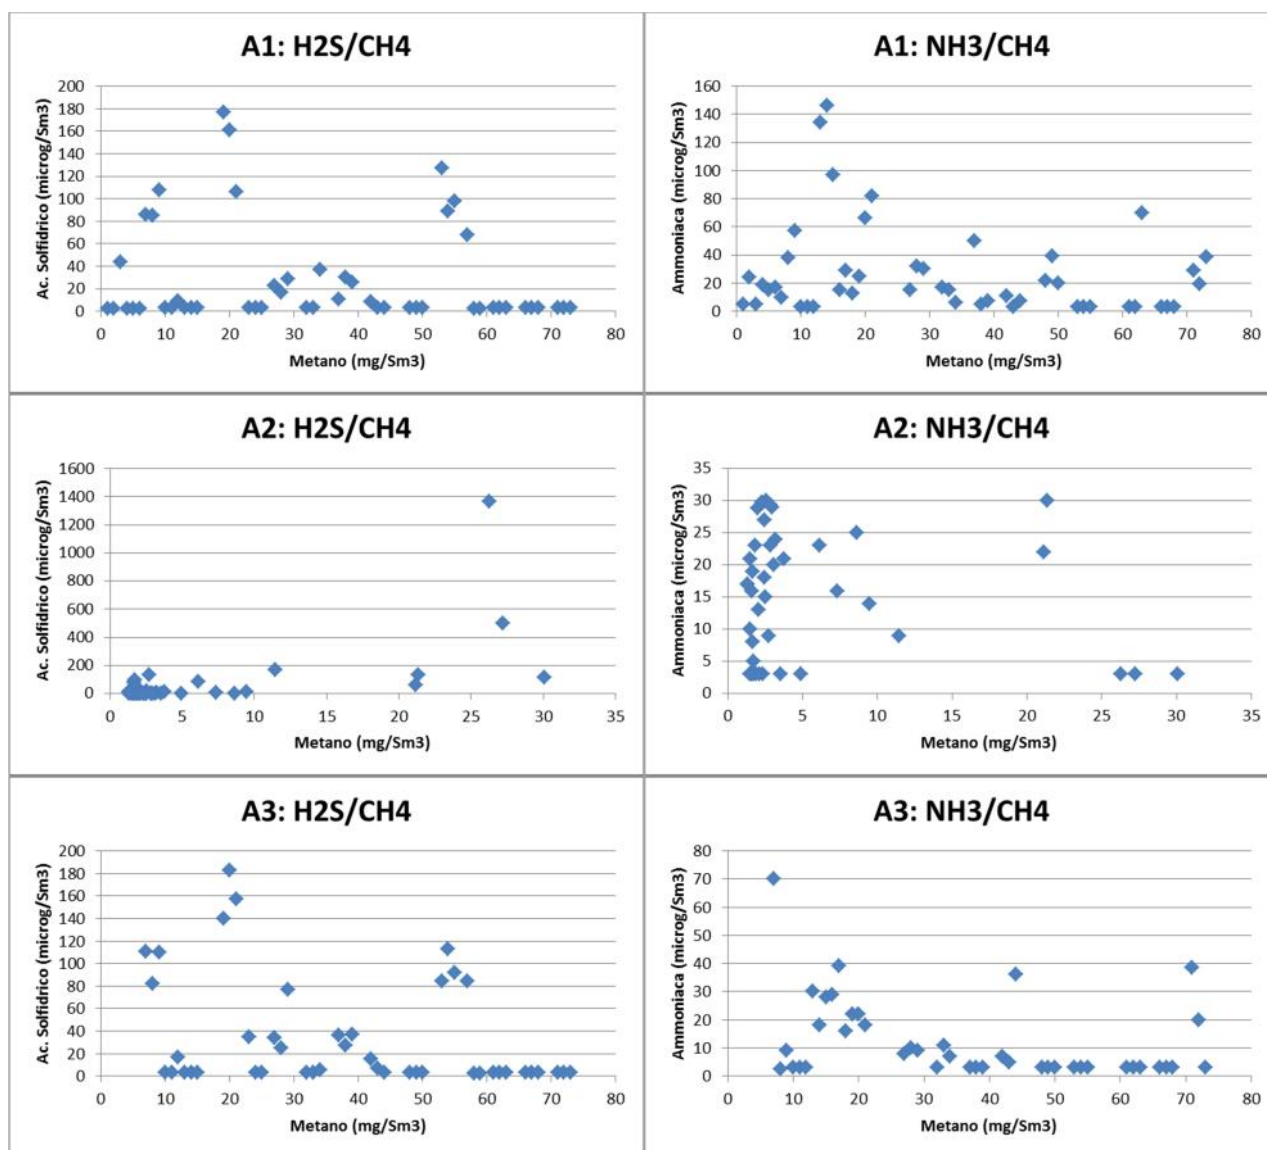 A1: H2S/CH4
Ac. Solfidrico (microg/Sm3)
200
180
160
140
120
100
80
60
40
20
0
0 10 20 30 40 50 60 70 80
Metano (mg/Sm3)
A1: NH3/CH4
Ammoniaca (microg/Sm3)
160
140
120
100
80
60
40
20
0
0 10 20 30 40 50 60 70 80
Metano (mg/Sm3)
A2: H2S/CH4
Ac. Solfidrico (microg/Sm3)
1600
1400
1200
1000
800
600
400
200
0
0 5 10 15 20 25 30 35
Metano (mg/Sm3)
A2: NH3/CH4
Ammoniaca (microg/Sm3)
35
30
25
20
15
10
5
0
0 5 10 15 20 25 30 35
Metano (mg/Sm3)
A3: H2S/CH4
Ac. Solfidrico (microg/Sm3)
200
180
160
140
120
100
80
60
40
20
0
0 10 20 30 40 50 60 70 80
Metano (mg/Sm3)
A3: NH3/CH4
Ammoniaca (microg/Sm3)
80
70
60
50
40
30
20
10
0
0 10 20 30 40 50 60 70 80
Metano (mg/Sm3)